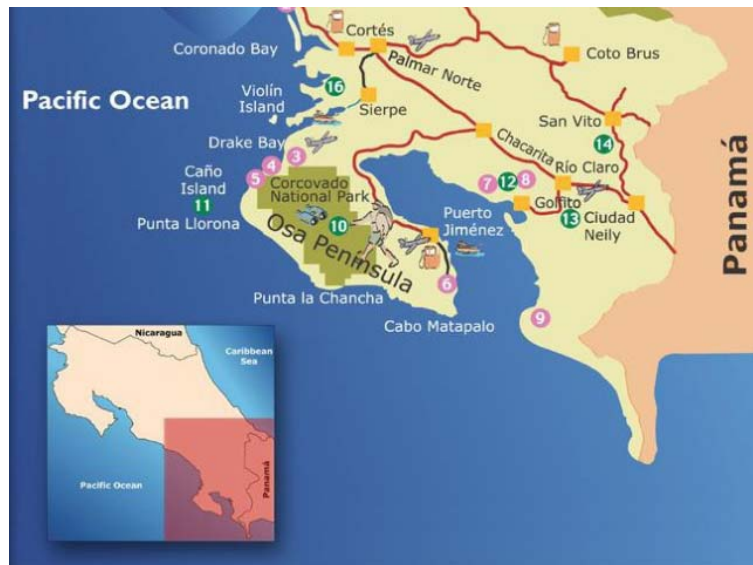 Cortés
Coronado Bay
Coto Brus
Palmar Norte
Pacific Ocean
16
Violín
Island
Sierpe
San Vito
Drake Bay
Chacarita
14
3
4
5
Río Claro
Caño
Island
11
Punta Llorona
Corcovado
National Park
7
12
8
Golfito
13
Ciudad
Neily
Puerto
Jiménez
10
Osa Península
6
Punta la Chancha
Cabo Matapalo
9
Panamá
Nicaragua
Caribbean
Sea
Pacific Ocean
Panamá